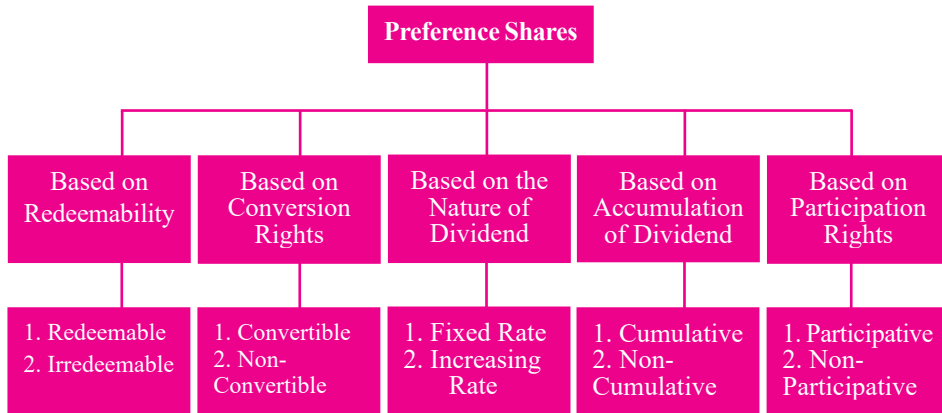 Preference Shares
Based on
Redeemability
Based on
Conversion
Rights
Based on the
Nature of
Dividend
Based on
Accumulation
of Dividend
Based on
Participation
Rights
1. Redeemable
2. Irredeemable
1. Convertible
2. Non-
Convertible
1. Fixed Rate
2. Increasing
Rate
1. Cumulative
2. Non-
Cumulative
1. Participative
2. Non-
Participative